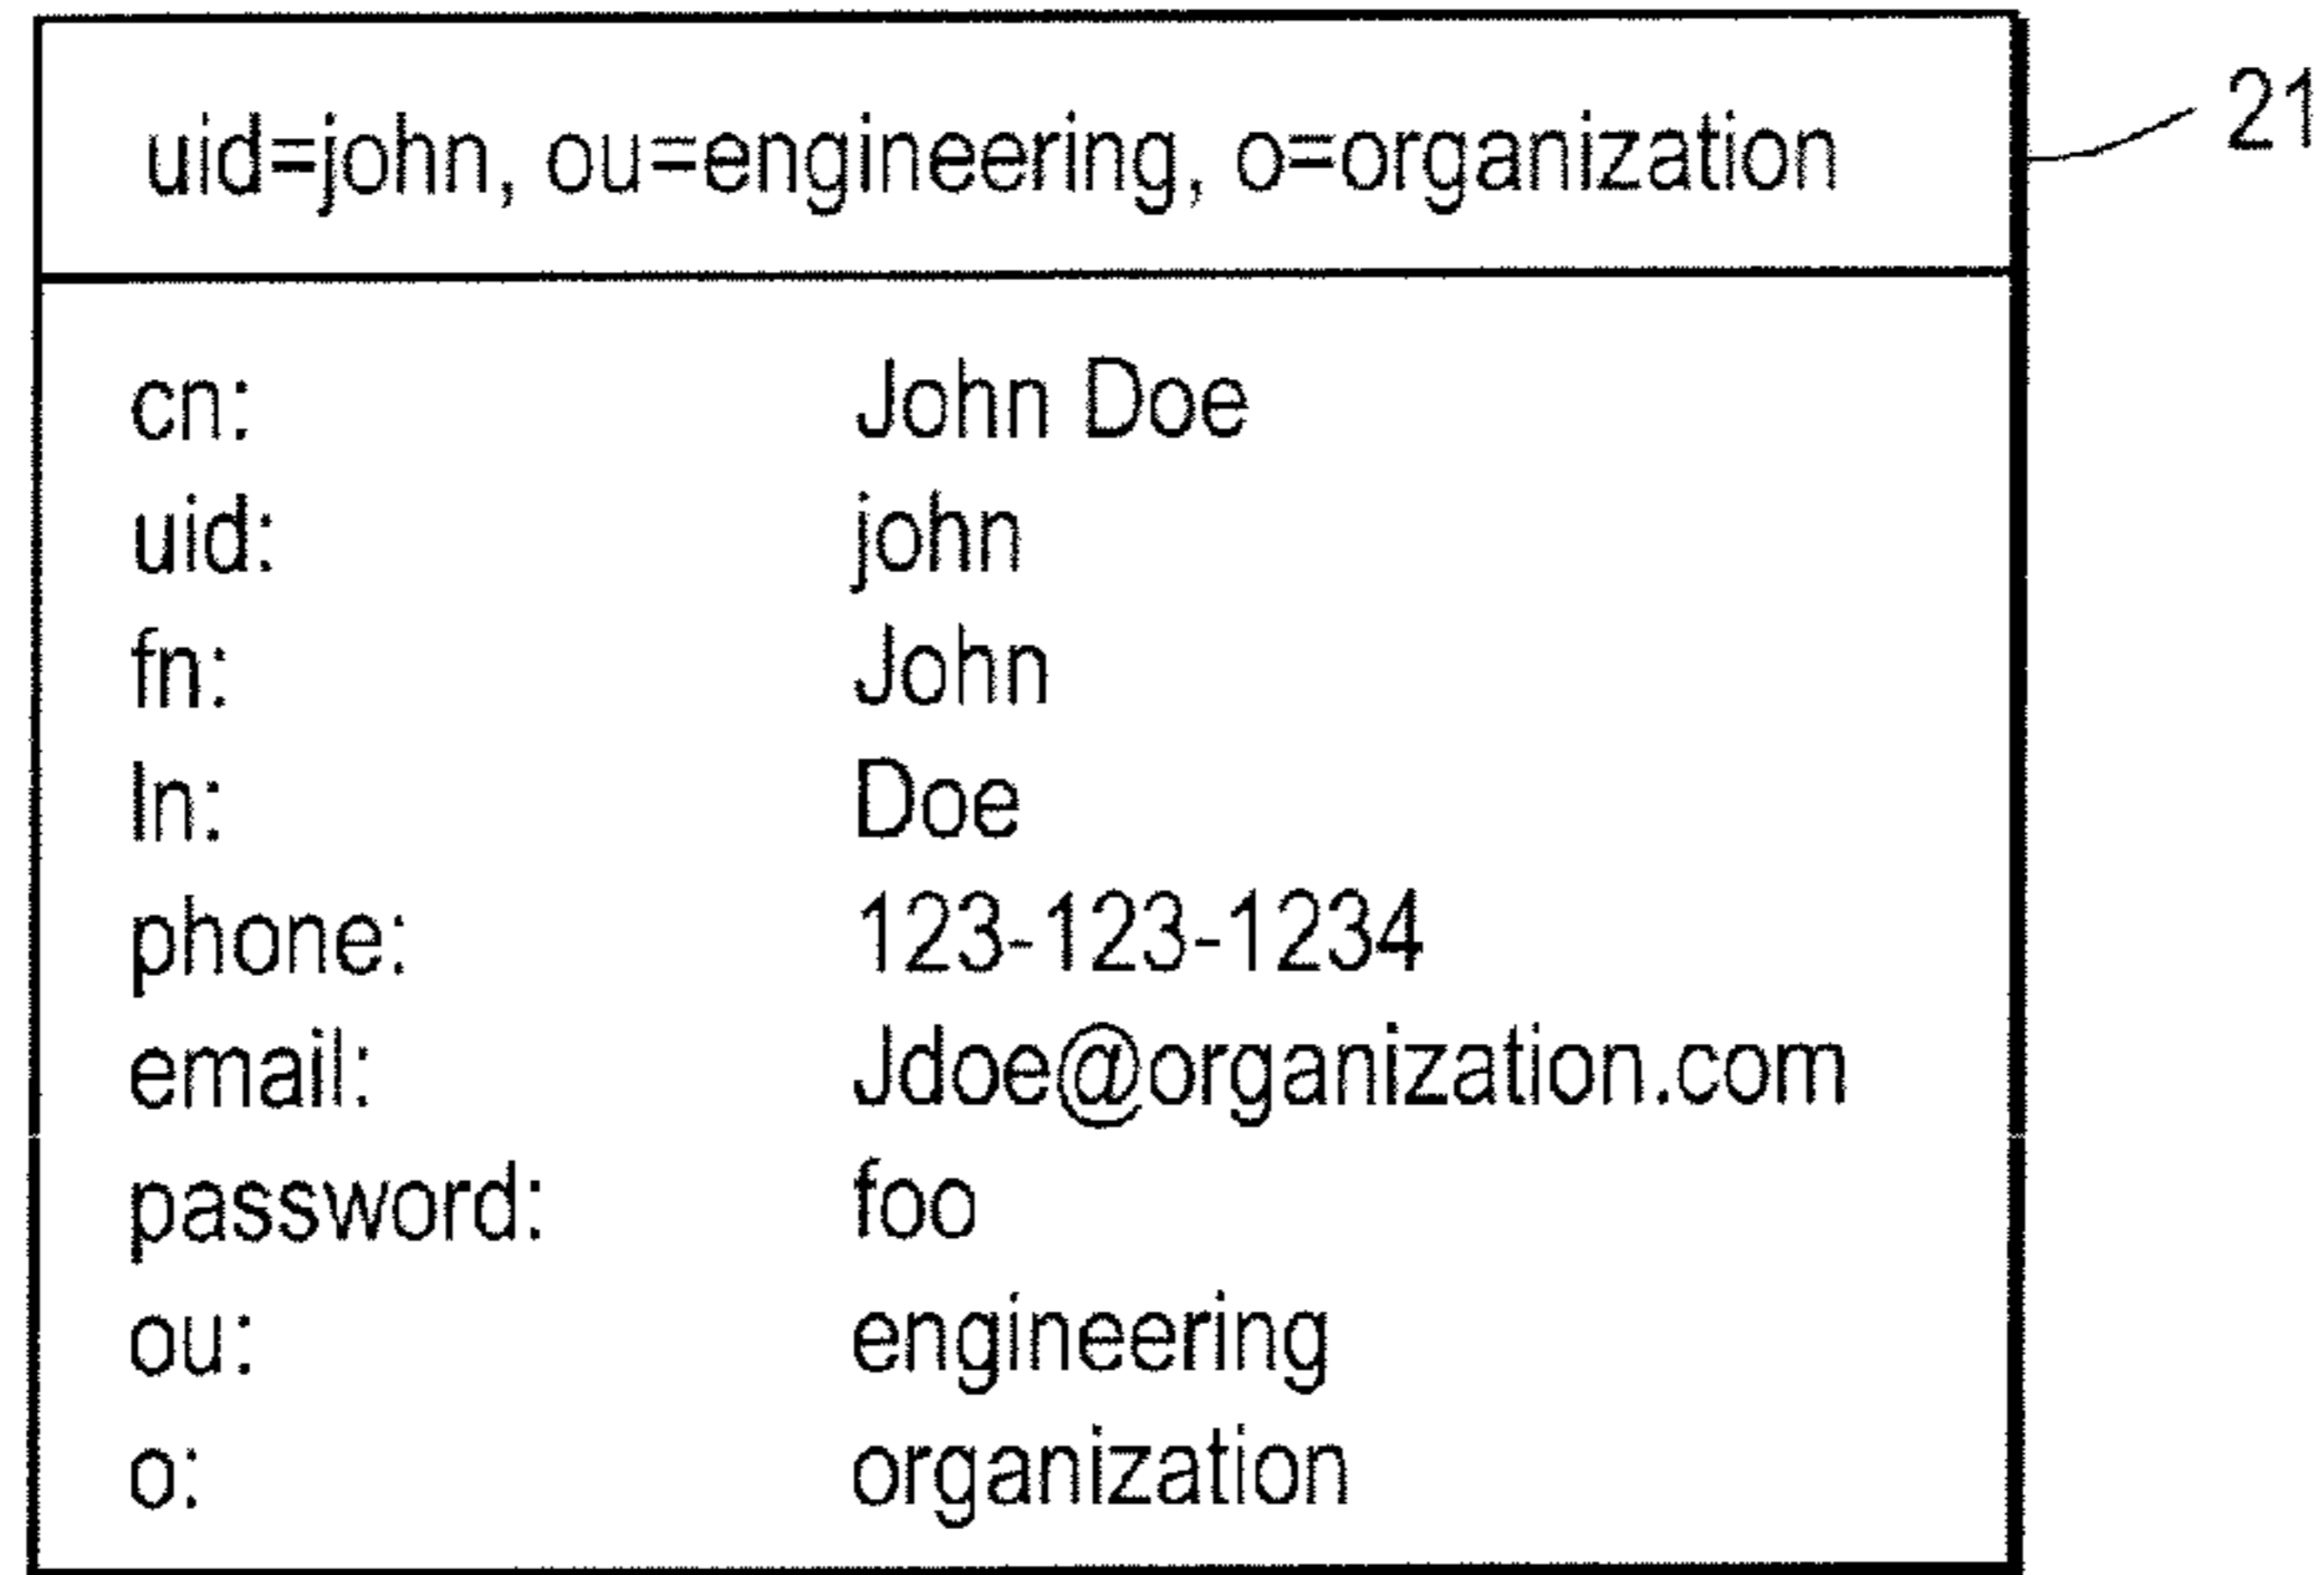 uid=john, ou=engineering, o=organization 21
cn: John Doe
uid: john
fn: John
ln: Doe
phone: 123-123-1234
email: Jdoe@organization.com
password: foo
ou: engineering
o: organization